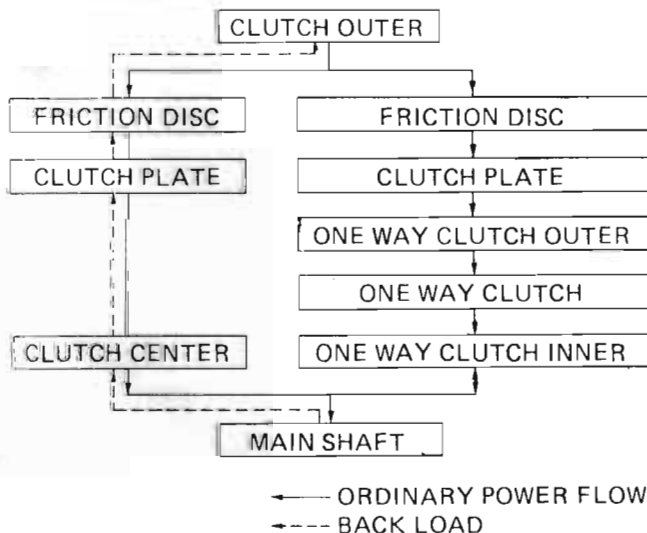 CLUTCH OUTER
FRICTION DISC
FRICTION DISC
CLUTCH PLATE
CLUTCH PLATE
ONE WAY CLUTCH OUTER
ONE WAY CLUTCH
CLUTCH CENTER
ONE WAY CLUTCH INNER
MAIN SHAFT
ORDINARY POWER FLOW
BACK LOAD